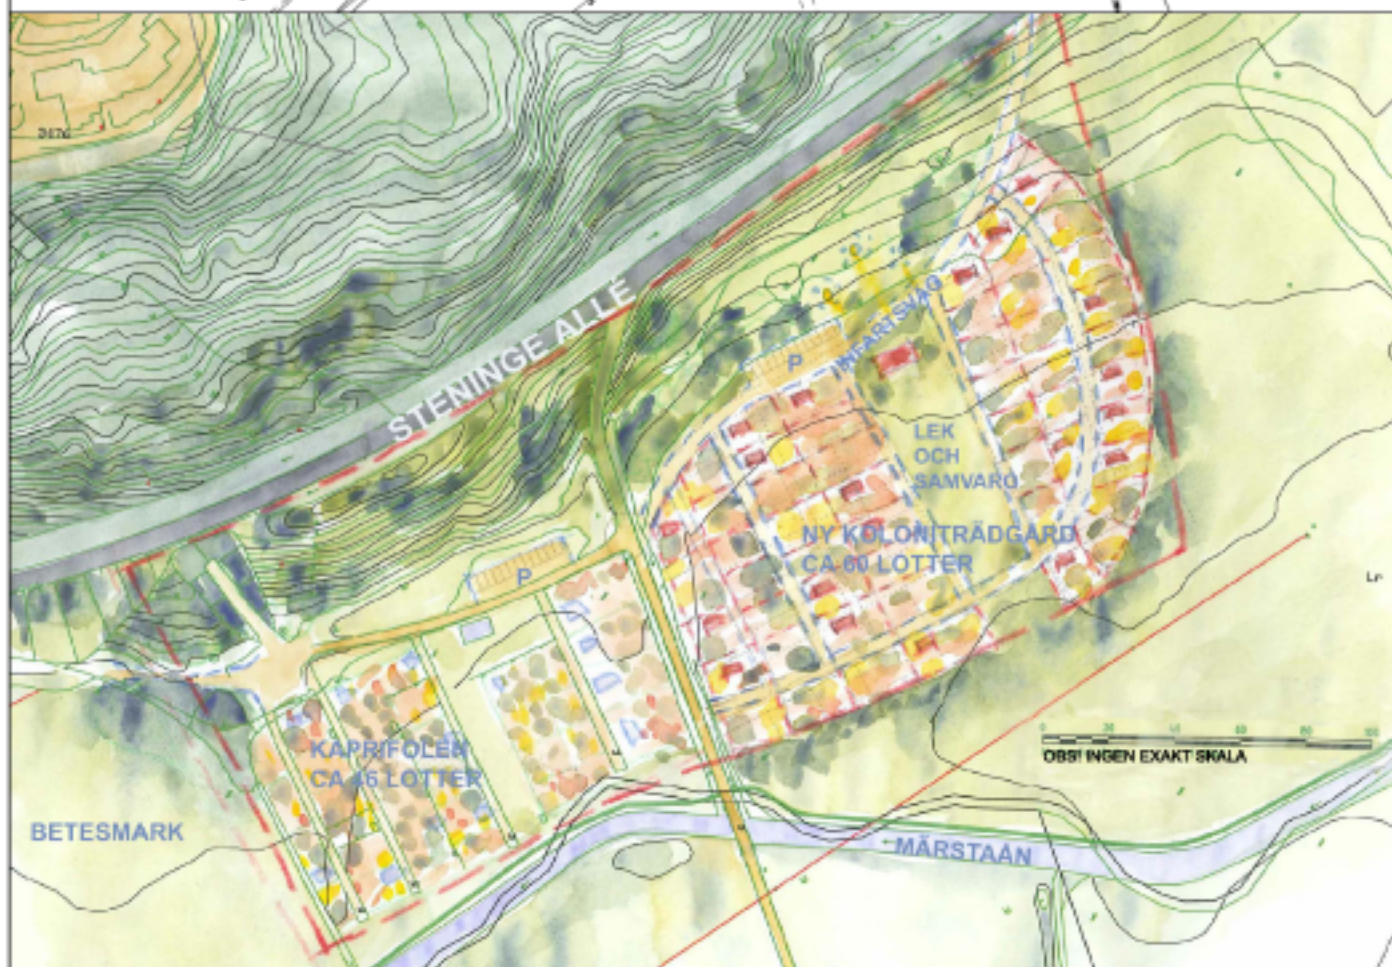 STENINGE ALLÉ
P
INFARTSVÄG
LEK
OCH
SAMVARO
NY KOLONITRÄDGÅRD
CA 60 LOTTER
P
KAPRIFOLEN
CA 46 LOTTER
OBS! INGEN EXAKT SKALA
BETESMARK
MÄRSTAÅN